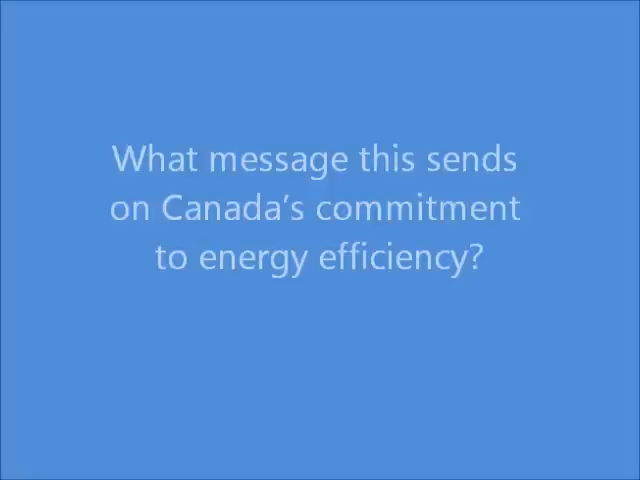 What message this sends
on Canada's commitment
to energy efficiency?